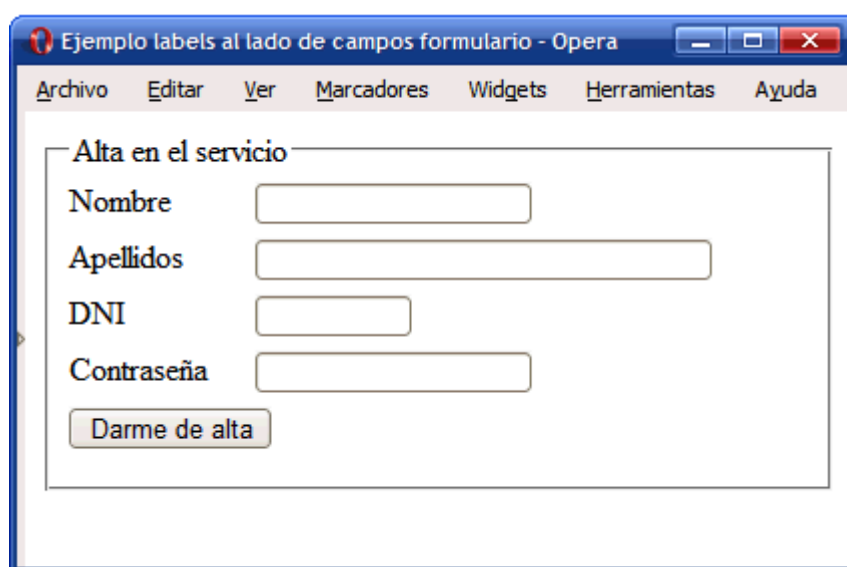 Ejemplo labels al lado de campos formulario - Opera
Archivo Editar Ver Marcadores Widgets Herramientas Ayuda
Alta en el servicio
Nombre
Apellidos
DNI
Contraseña
Darme de alta